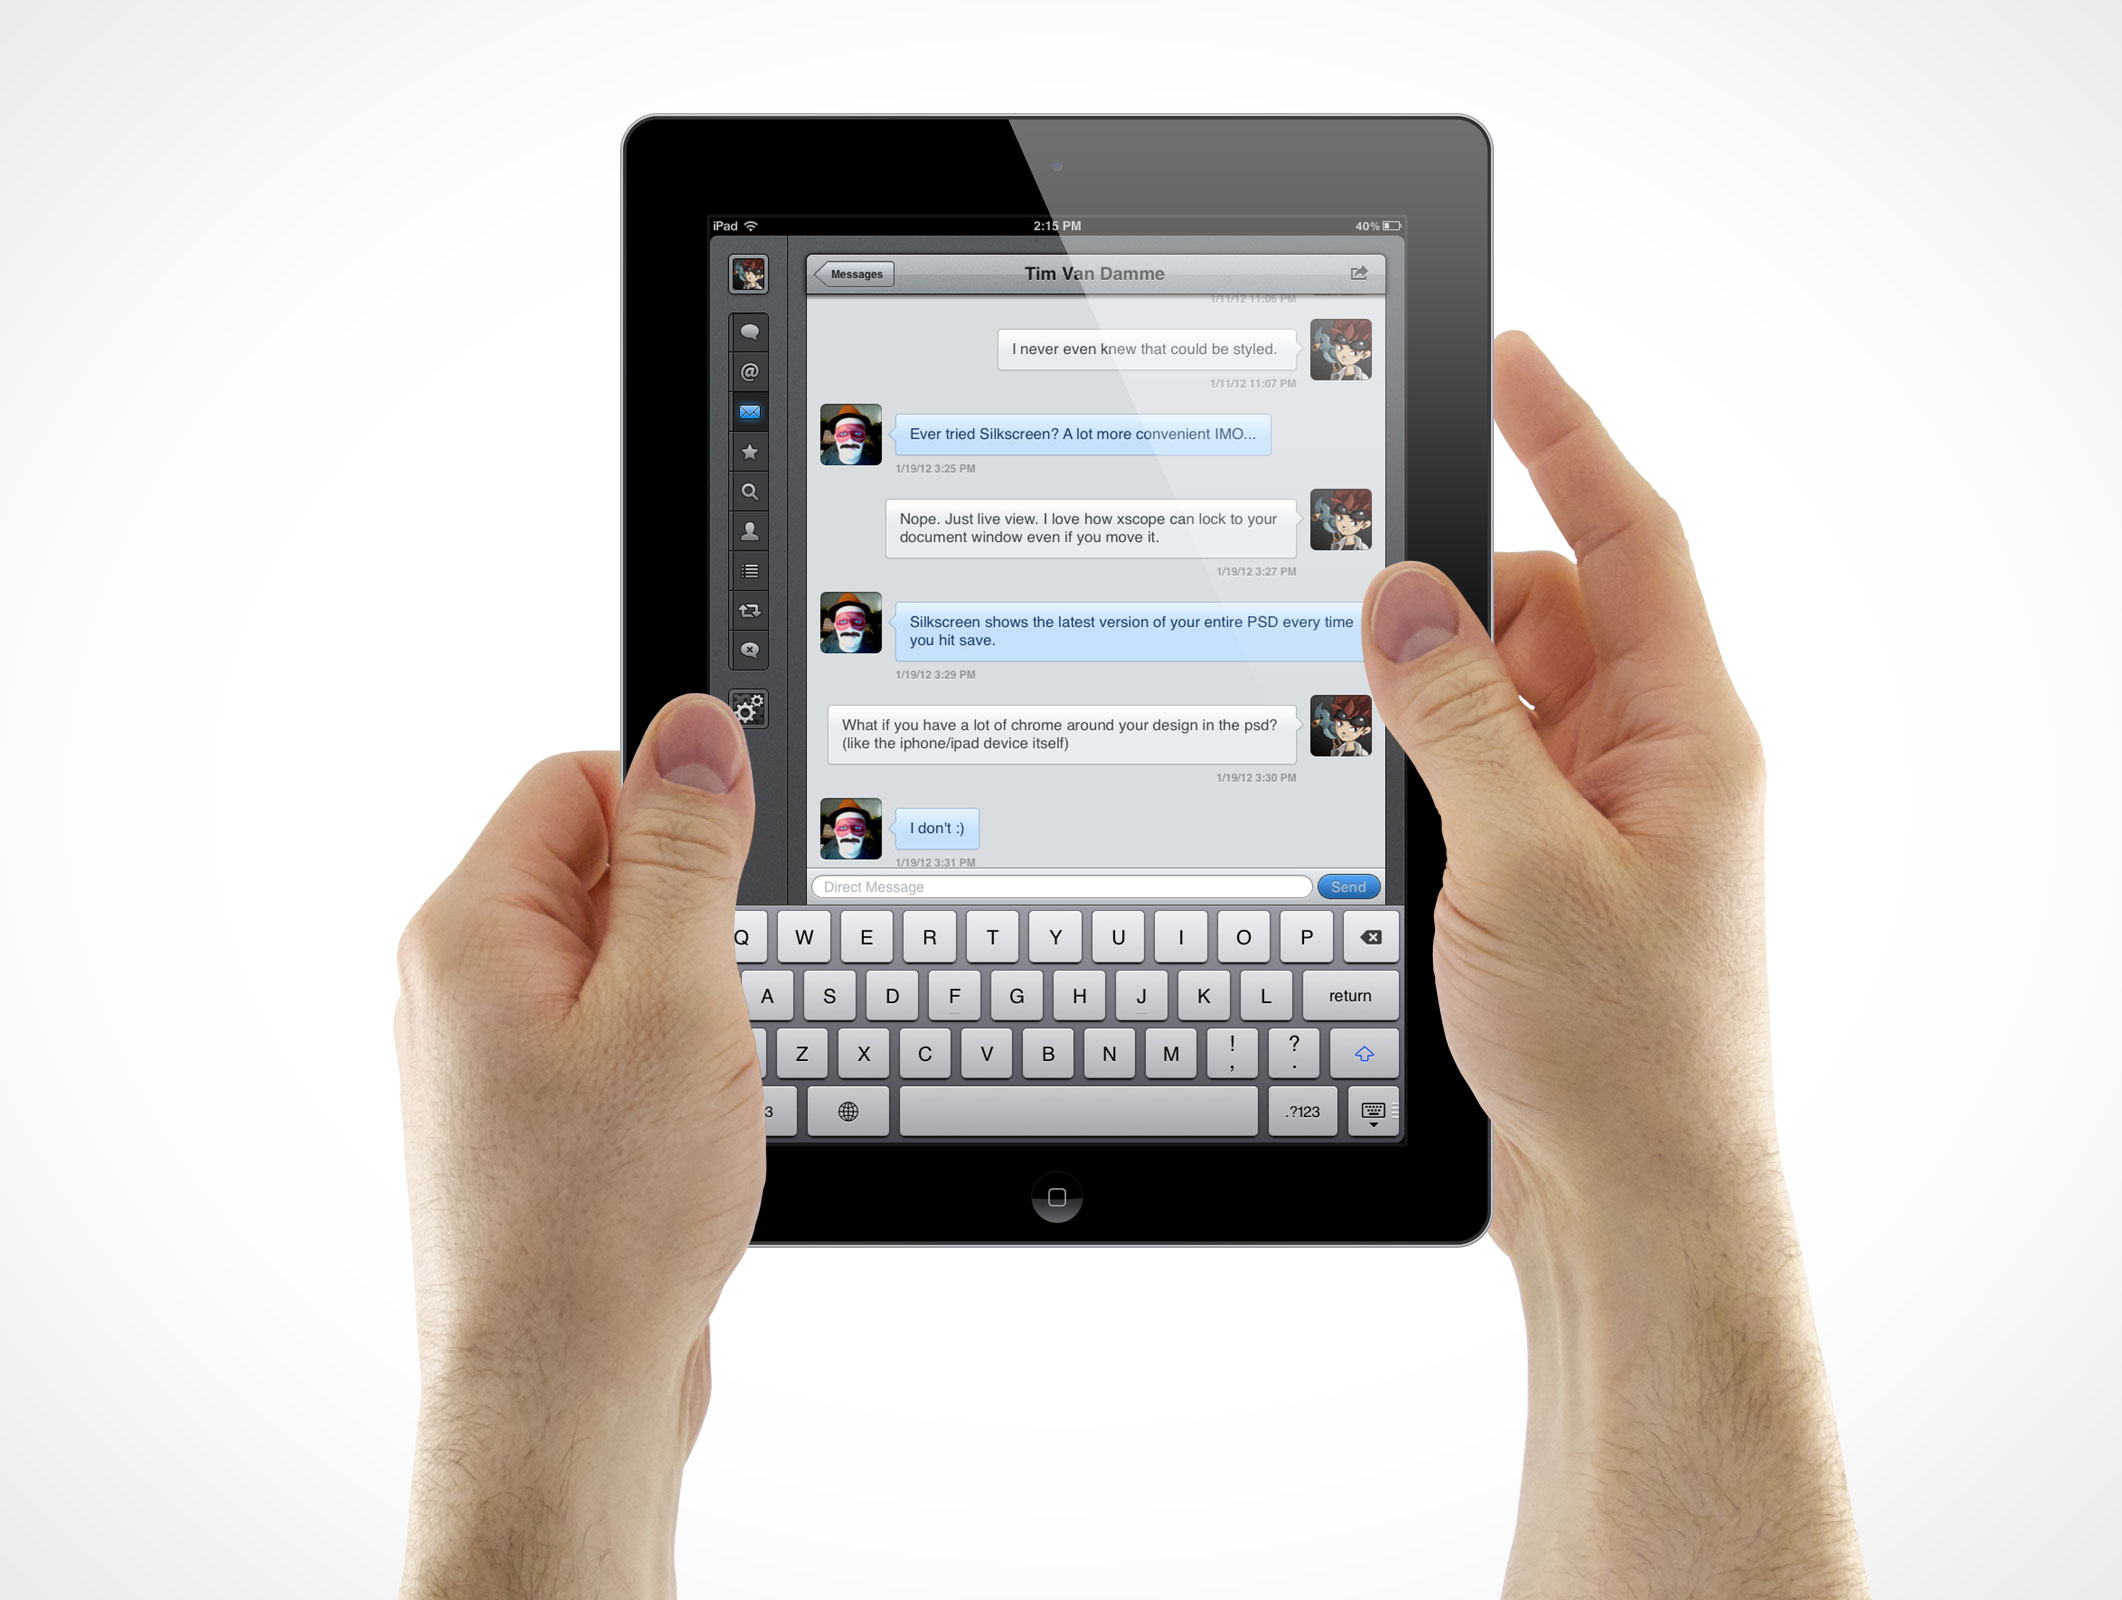 iPad
2:15 PM
40%
Messages
Tim Van Damme
1/11/12 11:06 PM
I never even knew that could be styled.
1/11/12 11:07 PM
Ever tried Silkscreen? A lot more convenient IMO...
1/19/12 3:25 PM
Nope. Just live view. I love how xscope can lock to your
document window even if you move it.
1/19/12 3:27 PM
Silkscreen shows the latest version of your entire PSD every time
you hit save.
1/19/12 3:29 PM
What if you have a lot of chrome around your design in the psd?
(like the iphone/ipad device itself)
1/19/12 3:30 PM
I don't :)
1/19/12 3:31 PM
Direct Message
Send
Q W E R T Y U I O P
A S D F G H J K L return
Z X C V B N M ! , ? .
3 .?123